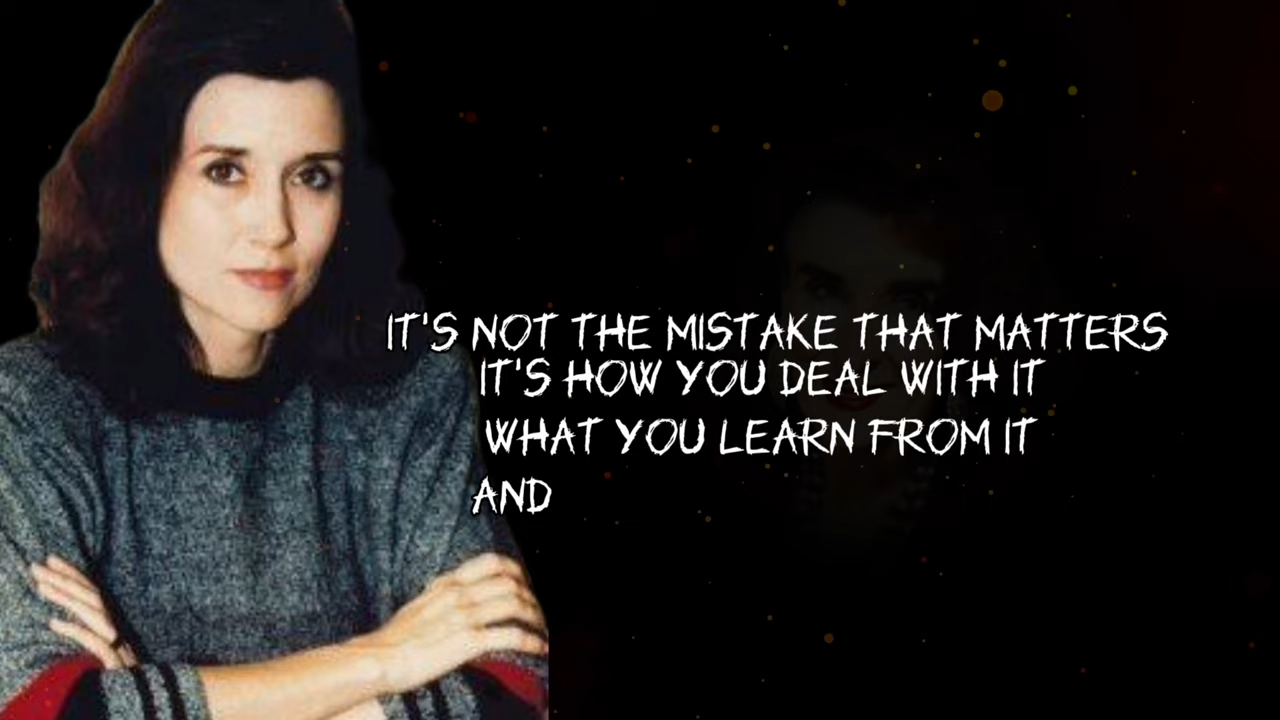 IT'S NOT THE MISTAKE THAT MATTERS
IT'S HOW YOU DEAL WITH IT
WHAT YOU LEARN FROM IT
AND